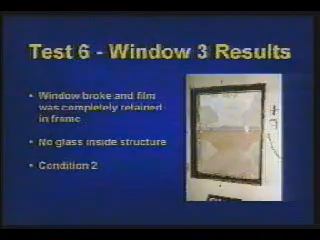 Test 6 - Window 3 Results
• Window broke and film
was completely retained
in frame
• No glass inside structure
• Condition 2